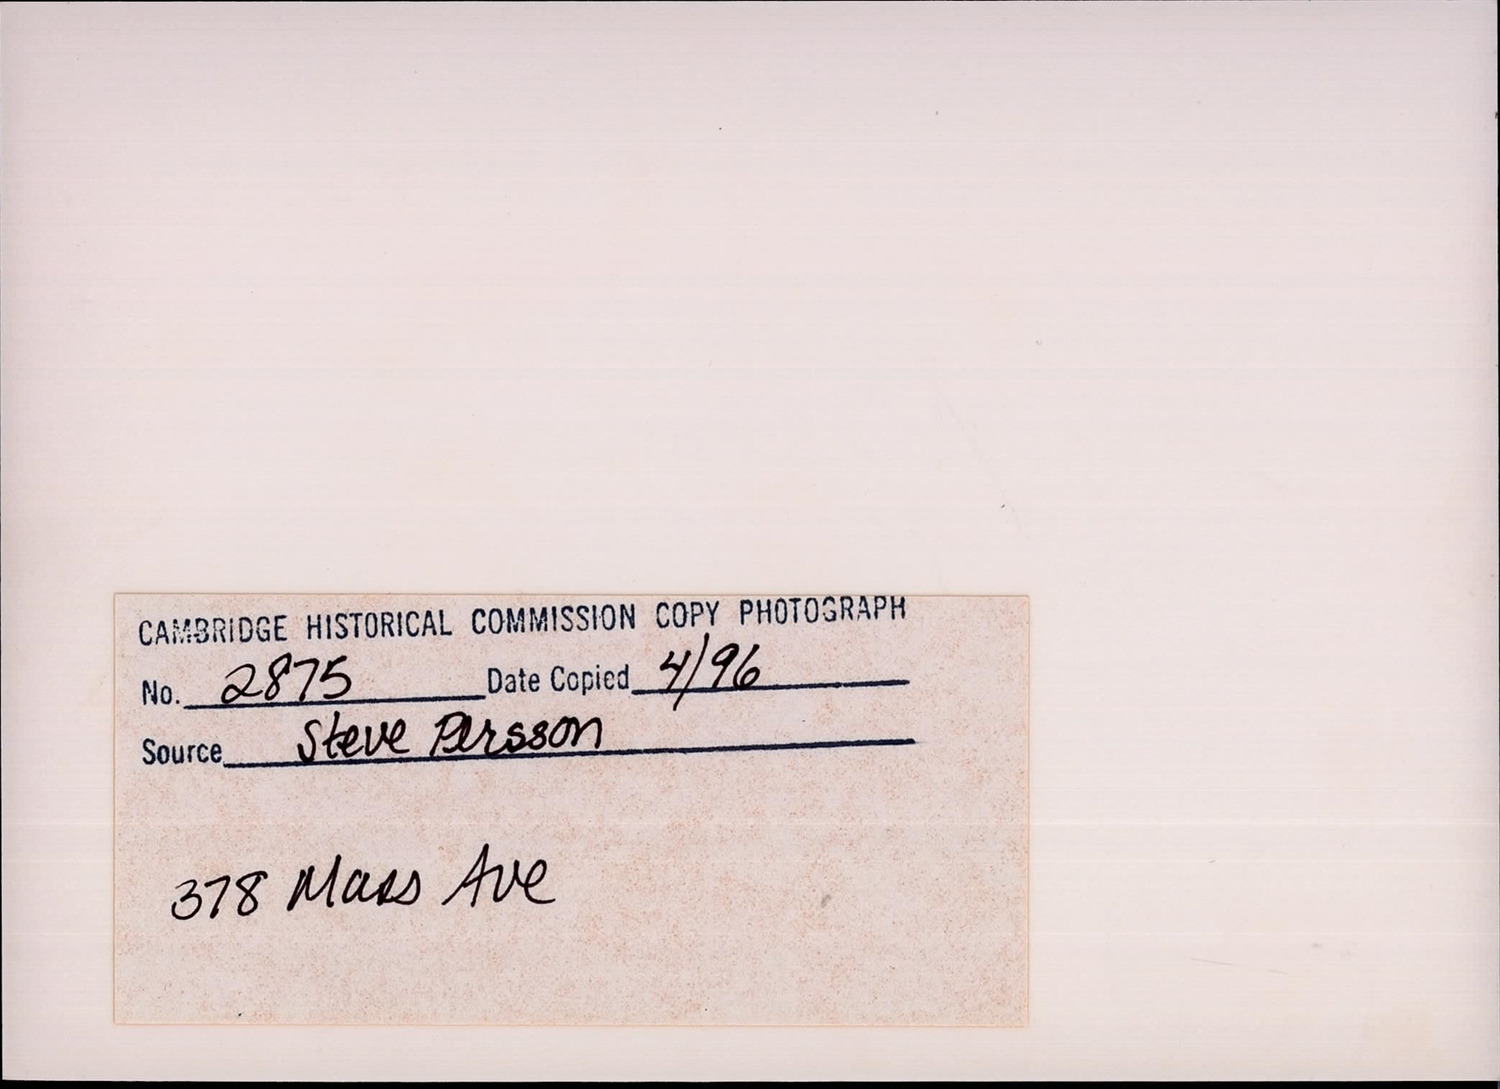 CAMBRIDGE HISTORICAL COMMISSION COPY PHOTOGRAPH
No. 2875 Date Copied 4/96
Source Steve Persson
378 Mass Ave